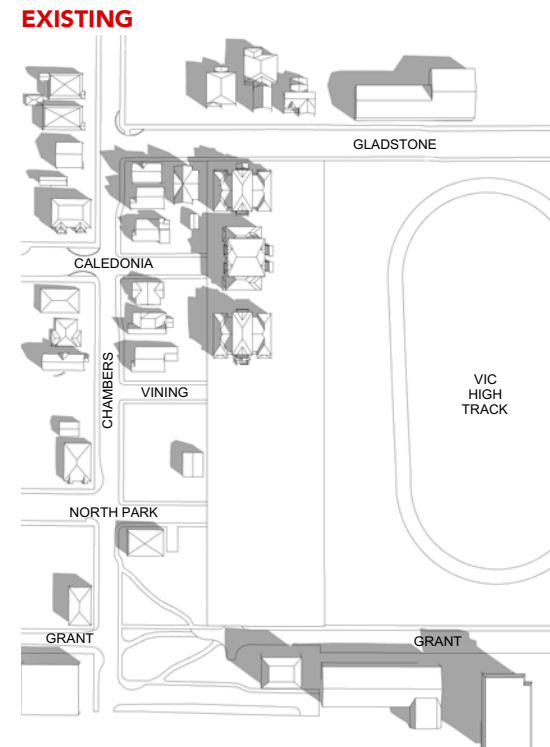 EXISTING
GLADSTONE
CALEDONIA
CHAMBERS
VINING
VIC
HIGH
TRACK
NORTH PARK
GRANT
GRANT